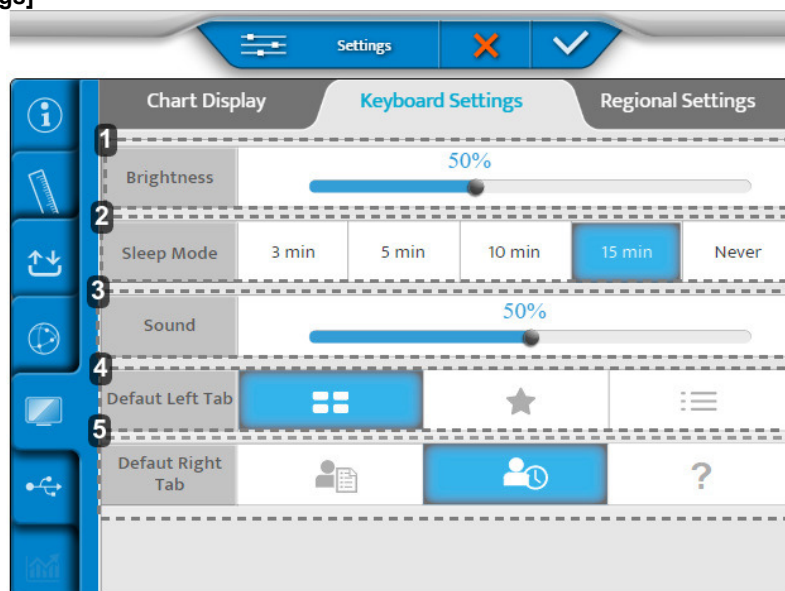 gs]
Settings
Chart Display Keyboard Settings Regional Settings
1
Brightness 50%
2
Sleep Mode 3 min 5 min 10 min 15 min Never
3
Sound 50%
4
Defaut Left Tab
5
Defaut Right
Tab ?